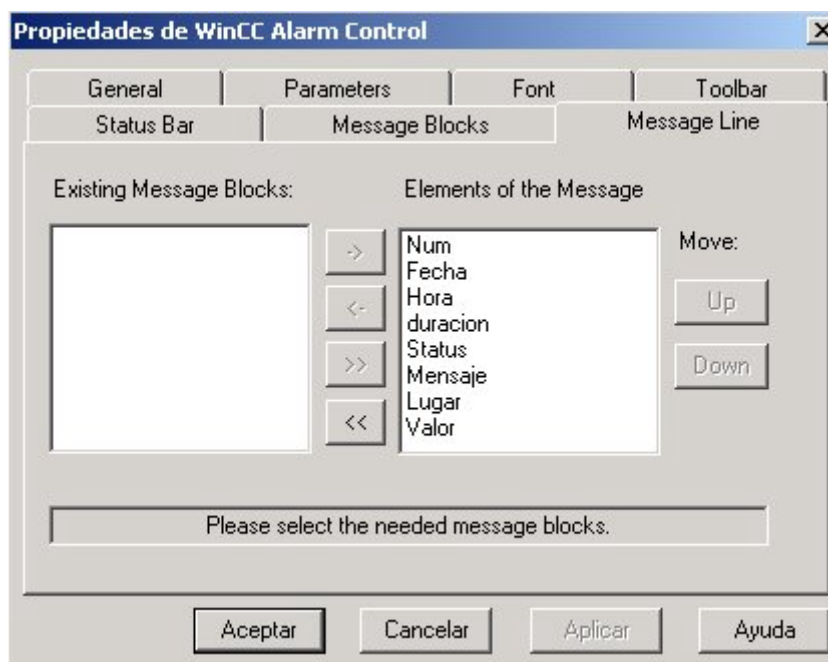 Propiedades de WinCC Alarm Control
General Parameters Font Toolbar
Status Bar Message Blocks Message Line
Existing Message Blocks: Elements of the Message
-> Num
Fecha
Move:
<- Hora
duracion
Up
>> Status
Mensaje
Down
<< Lugar
Valor
Please select the needed message blocks.
Aceptar Cancelar Aplicar Ayuda